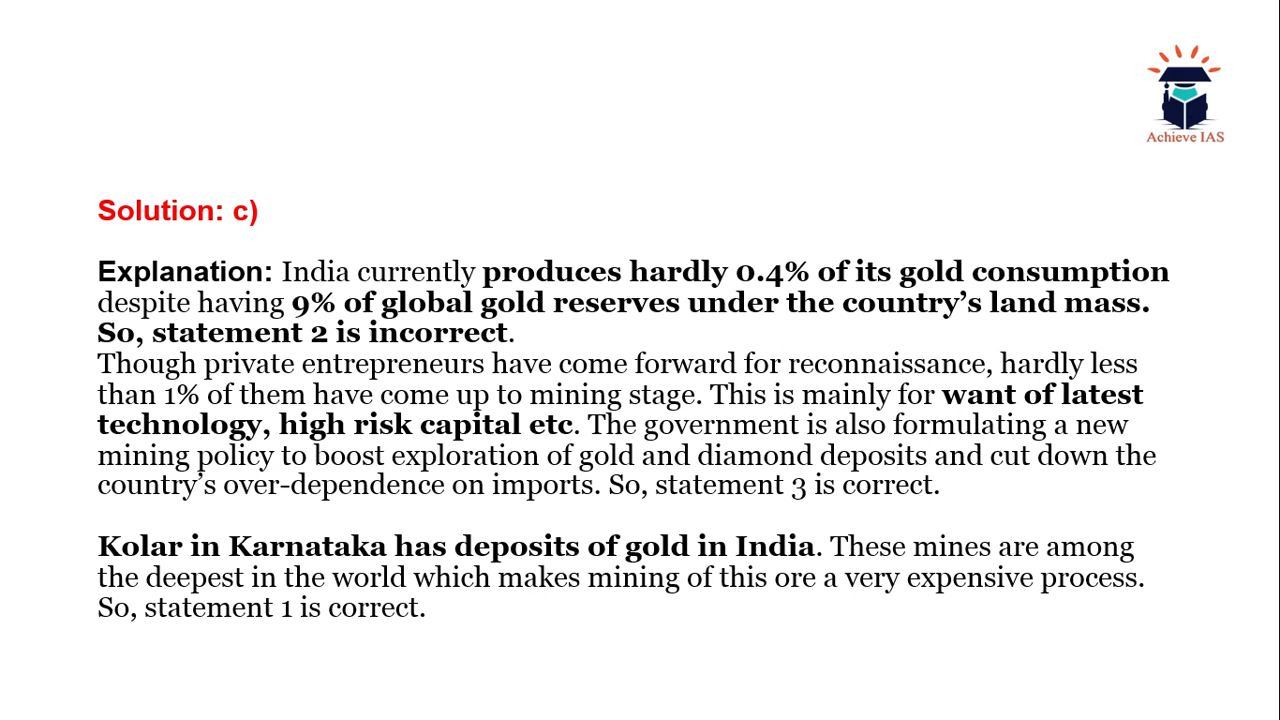 Achieve IAS
Solution: c)
Explanation: India currently produces hardly 0.4% of its gold consumption
despite having 9% of global gold reserves under the country’s land mass.
So, statement 2 is incorrect.
Though private entrepreneurs have come forward for reconnaissance, hardly less
than 1% of them have come up to mining stage. This is mainly for want of latest
technology, high risk capital etc. The government is also formulating a new
mining policy to boost exploration of gold and diamond deposits and cut down the
country’s over-dependence on imports. So, statement 3 is correct.
Kolar in Karnataka has deposits of gold in India. These mines are among
the deepest in the world which makes mining of this ore a very expensive process.
So, statement 1 is correct.